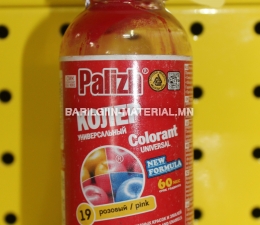 Palizh
BARILGIIN-MATERIAL.MN
КОЛЕР
УНИВЕРСАЛЬНЫЙ
Colorant
UNIVERSAL
NEW
FORMULA
60
19 розовый / pink